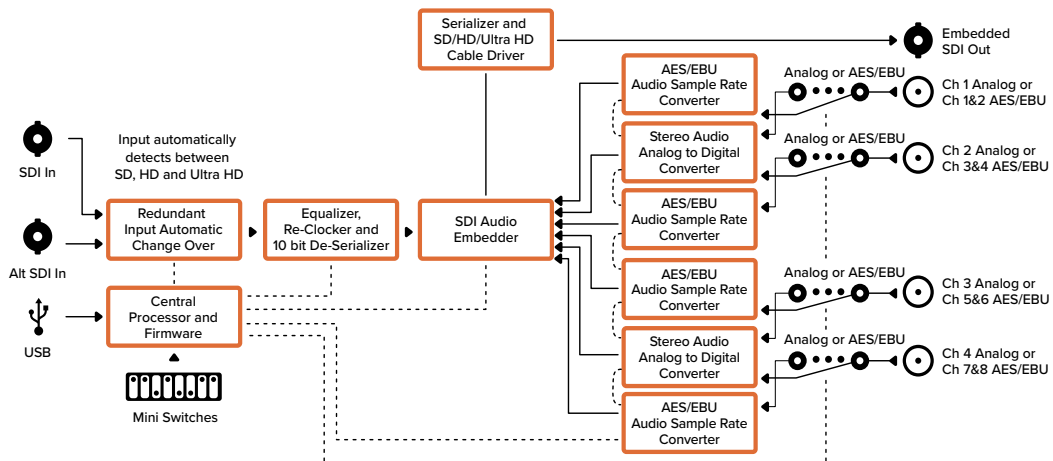 Serializer and
SD/HD/Ultra HD
Cable Driver
Embedded
SDI Out
AES/EBU
Audio Sample Rate
Converter
Analog or AES/EBU
Ch 1 Analog or
Ch 1&2 AES/EBU
SDI In
Input automatically
detects between
SD, HD and Ultra HD
Stereo Audio
Analog to Digital
Converter
Analog or AES/EBU
Ch 2 Analog or
Ch 3&4 AES/EBU
Alt SDI In
Redundant
Input Automatic
Change Over
Equalizer,
Re-Clocker and
10 bit De-Serializer
SDI Audio
Embedder
AES/EBU
Audio Sample Rate
Converter
USB
Central
Processor and
Firmware
AES/EBU
Audio Sample Rate
Converter
Analog or AES/EBU
Ch 3 Analog or
Ch 5&6 AES/EBU
Stereo Audio
Analog to Digital
Converter
Analog or AES/EBU
Ch 4 Analog or
Ch 7&8 AES/EBU
Mini Switches
AES/EBU
Audio Sample Rate
Converter